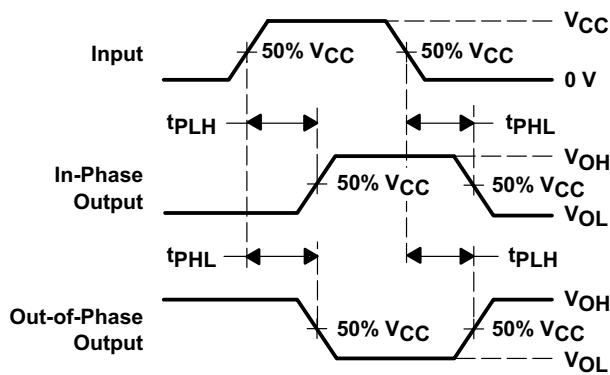 VCC
Input
50% VCC
50% VCC
0 V
tPLH
tPHL
VOH
In-Phase
Output
50% VCC
50% VCC
VOL
tPHL
tPLH
VOH
Out-of-Phase
Output
50% VCC
50% VCC
VOL